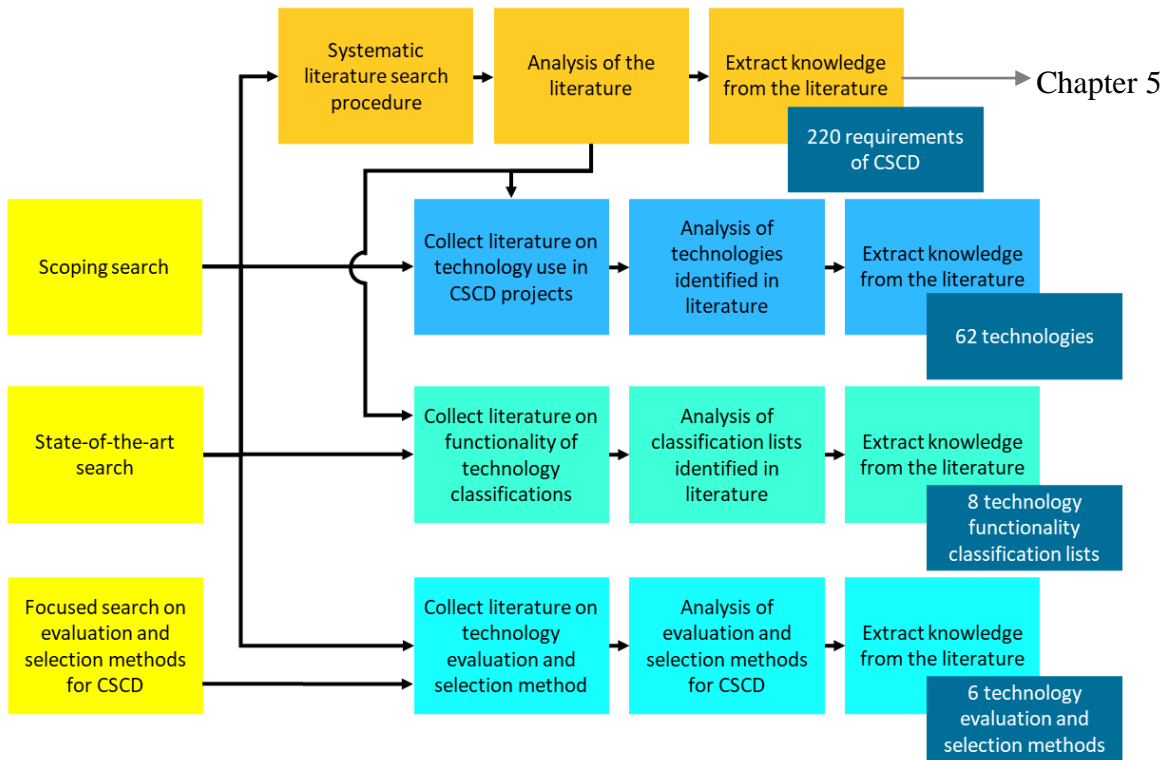 Systematic
literature search
procedure
Analysis of the
literature
Extract knowledge
from the literature
Chapter 5
220 requirements
of CSCD
Scoping search
Collect literature on
technology use in
CSCD projects
Analysis of
technologies
identified in
literature
Extract knowledge
from the literature
62 technologies
State-of-the-art
search
Collect literature on
functionality of
technology
classifications
Analysis of
classification lists
identified in
literature
Extract knowledge
from the literature
8 technology
functionality
classification lists
Focused search on
evaluation and
selection methods
for CSCD
Collect literature on
technology
evaluation and
selection method
Analysis of
evaluation and
selection methods
for CSCD
Extract knowledge
from the literature
6 technology
evaluation and
selection methods